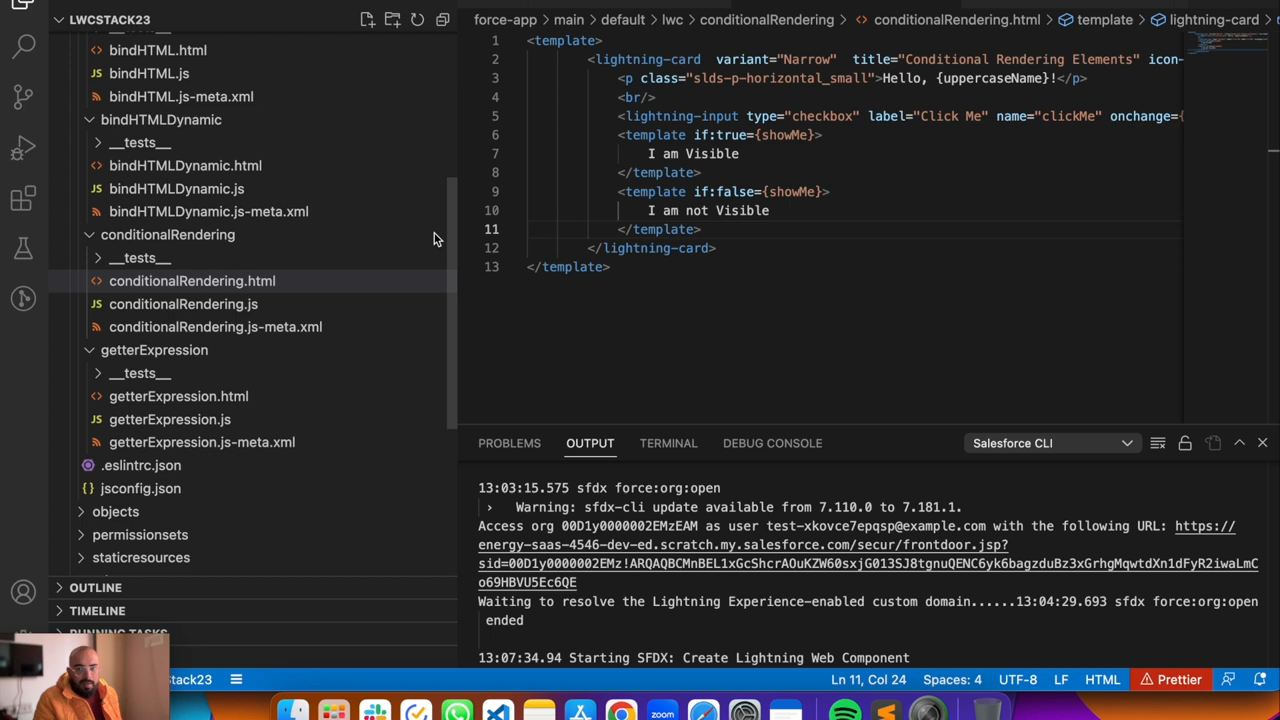 LWCSTACK23
__tests__
bindHTML.html
bindHTML.js
bindHTML.js-meta.xml
bindHTMLDynamic
__tests__
bindHTMLDynamic.html
bindHTMLDynamic.js
bindHTMLDynamic.js-meta.xml
conditionalRendering
__tests__
conditionalRendering.html
conditionalRendering.js
conditionalRendering.js-meta.xml
getterExpression
__tests__
getterExpression.html
getterExpression.js
getterExpression.js-meta.xml
.eslintrc.json
jsconfig.json
objects
permissionsets
staticresources
OUTLINE
TIMELINE
RUNNING TASKS
force-app > main > default > lwc > conditionalRendering > conditionalRendering.html > template > lightning-card
1 <template>
2 <lightning-card variant="Narrow" title="Conditional Rendering Elements" icon-
3 <p class="slds-p-horizontal_small">Hello, {uppercaseName}!</p>
4 <br/>
5 <lightning-input type="checkbox" label="Click Me" name="clickMe" onchange={
6 <template if:true={showMe}>
7 I am Visible
8 </template>
9 <template if:false={showMe}>
10 I am not Visible
11 </template>
12 </lightning-card>
13 </template>
PROBLEMS OUTPUT TERMINAL DEBUG CONSOLE Salesforce CLI
13:03:15.575 sfdx force:org:open
› Warning: sfdx-cli update available from 7.110.0 to 7.181.1.
Access org 00D1y0000002EMzEAM as user test-xkovce7epqsp@example.com with the following URL: https://
energy-saas-4546-dev-ed.scratch.my.salesforce.com/secur/frontdoor.jsp?
sid=00D1y0000002EMz!ARQAQBCMnBEL1xGcShcrAOuKZW60sxjG013SJ8tgnuQENC6yk6bagzduBz3xGrhgMqwtdXn1dFyR2iwaLmC
o69HBVU5Ec6QE
Waiting to resolve the Lightning Experience-enabled custom domain......13:04:29.693 sfdx force:org:open
ended
13:07:34.94 Starting SFDX: Create Lightning Web Component
Stack23 Ln 11, Col 24 Spaces: 4 UTF-8 LF HTML Prettier
zoom